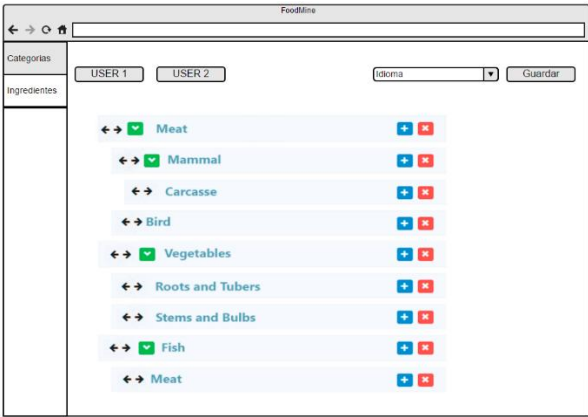 FoodMine
Categorias
Ingredientes
USER 1
USER 2
Idioma
Guardar
Meat
Mammal
Carcasse
Bird
Vegetables
Roots and Tubers
Stems and Bulbs
Fish
Meat